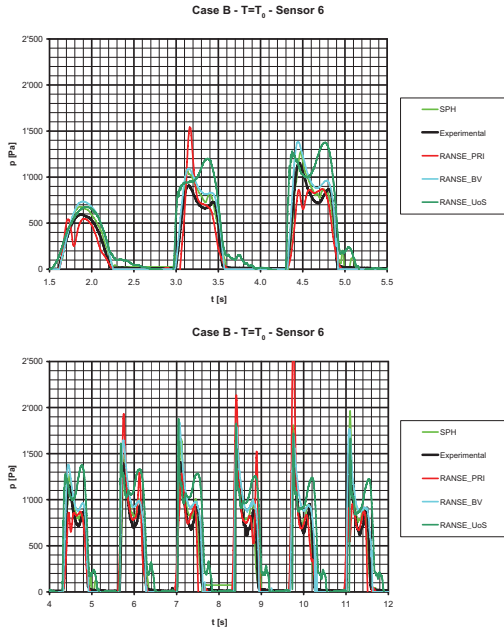 Case B - T=T0 - Sensor 6
2'500
2'000
1'500
1'000
500
0
p [Pa]
1.5 2.0 2.5 3.0 3.5 4.0 4.5 5.0 5.5
t [s]
SPH
Experimental
RANSE_PRI
RANSE_BV
RANSE_UoS
Case B - T=T0 - Sensor 6
2'500
2'000
1'500
1'000
500
0
p [Pa]
4 5 6 7 8 9 10 11 12
t [s]
SPH
Experimental
RANSE_PRI
RANSE_BV
RANSE_UoS